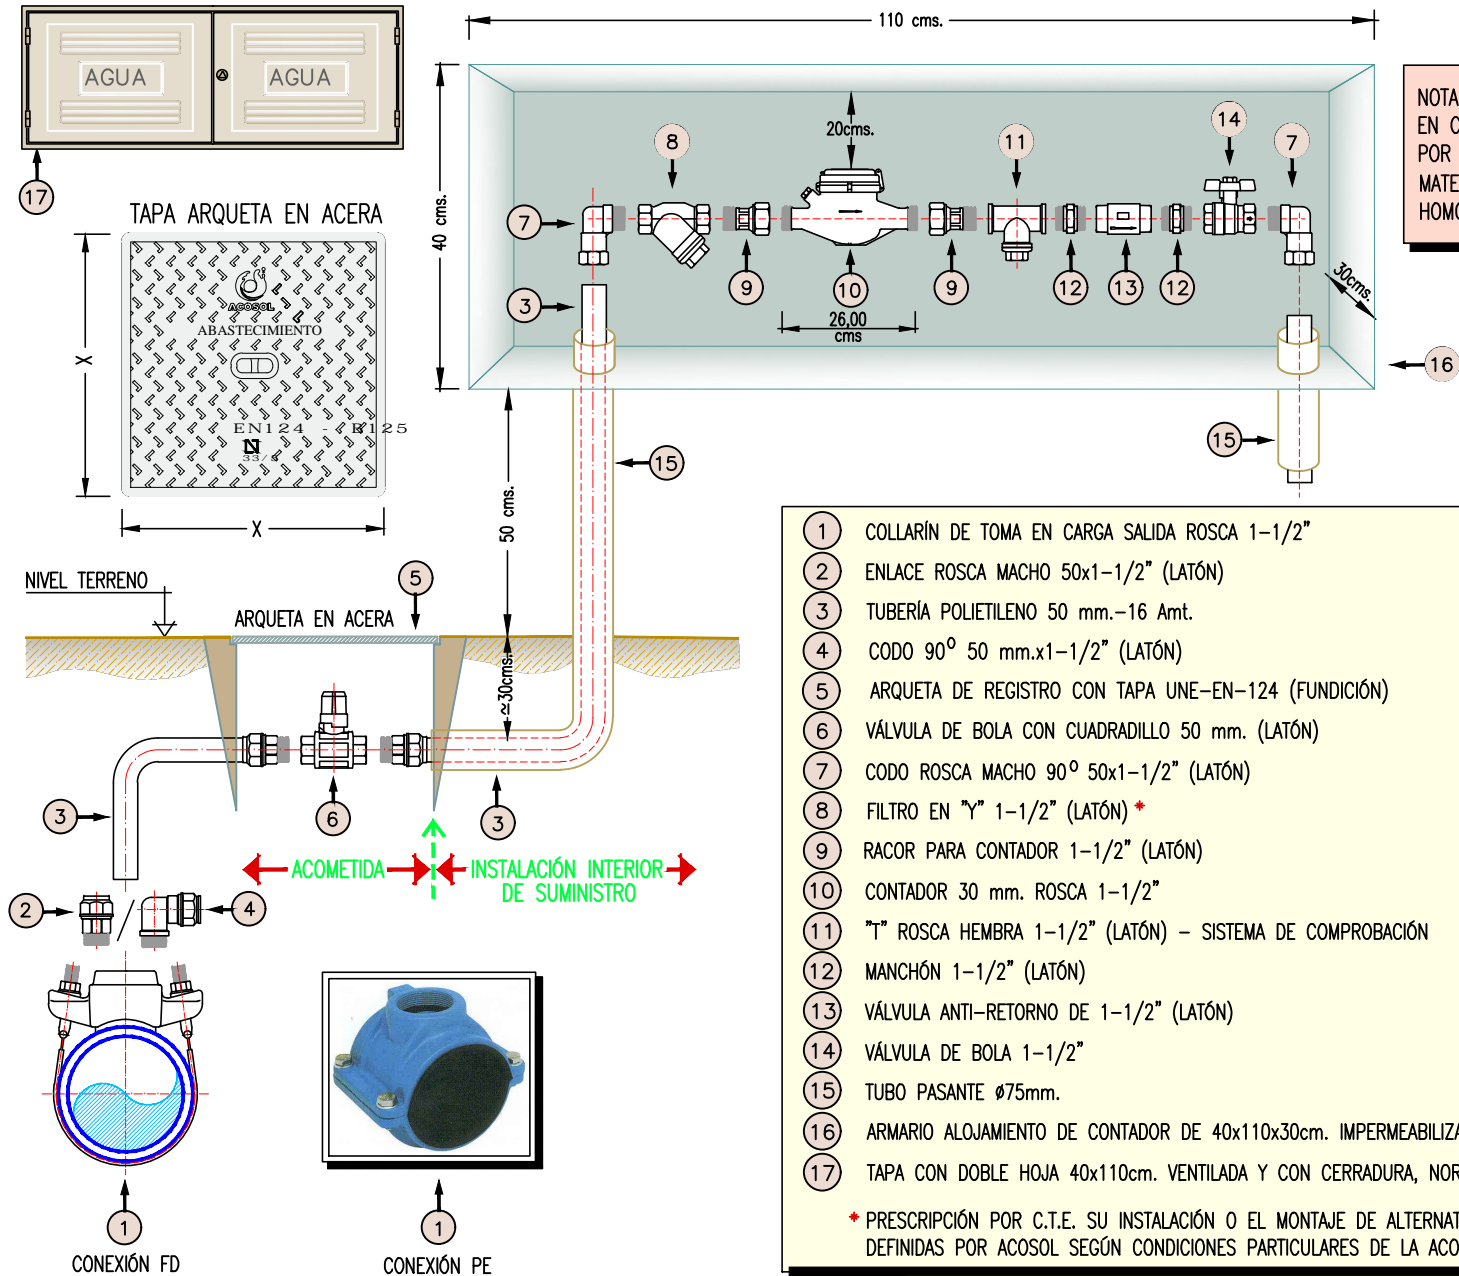 110 cms.
AGUA
AGUA
17
TAPA ARQUETA EN ACERA
ACOSOL
ABASTECIMIENTO
EN124 - B125
X
X
40 cms.
20cms.
8
11
14
7
7
3
9
10
9
12
13
12
26,00
cms
30cms.
16
15
15
50 cms.
NOTA
EN C
POR
MATE
HOMO
NIVEL TERRENO
ARQUETA EN ACERA
5
≃30cms.
3
6
3
ACOMETIDA
INSTALACIÓN INTERIOR
DE SUMINISTRO
2
4
1
CONEXIÓN FD
1
CONEXIÓN PE
1 COLLARÍN DE TOMA EN CARGA SALIDA ROSCA 1-1/2"
2 ENLACE ROSCA MACHO 50x1-1/2" (LATÓN)
3 TUBERÍA POLIETILENO 50 mm.-16 Amt.
4 CODO 90º 50 mm.x1-1/2" (LATÓN)
5 ARQUETA DE REGISTRO CON TAPA UNE-EN-124 (FUNDICIÓN)
6 VÁLVULA DE BOLA CON CUADRADILLO 50 mm. (LATÓN)
7 CODO ROSCA MACHO 90º 50x1-1/2" (LATÓN)
8 FILTRO EN "Y" 1-1/2" (LATÓN) *
9 RACOR PARA CONTADOR 1-1/2" (LATÓN)
10 CONTADOR 30 mm. ROSCA 1-1/2"
11 "T" ROSCA HEMBRA 1-1/2" (LATÓN) - SISTEMA DE COMPROBACIÓN
12 MANCHÓN 1-1/2" (LATÓN)
13 VÁLVULA ANTI-RETORNO DE 1-1/2" (LATÓN)
14 VÁLVULA DE BOLA 1-1/2"
15 TUBO PASANTE ø75mm.
16 ARMARIO ALOJAMIENTO DE CONTADOR DE 40x110x30cm. IMPERMEABILIZA
17 TAPA CON DOBLE HOJA 40x110cm. VENTILADA Y CON CERRADURA, NOR
* PRESCRIPCIÓN POR C.T.E. SU INSTALACIÓN O EL MONTAJE DE ALTERNAT
DEFINIDAS POR ACOSOL SEGÚN CONDICIONES PARTICULARES DE LA ACO